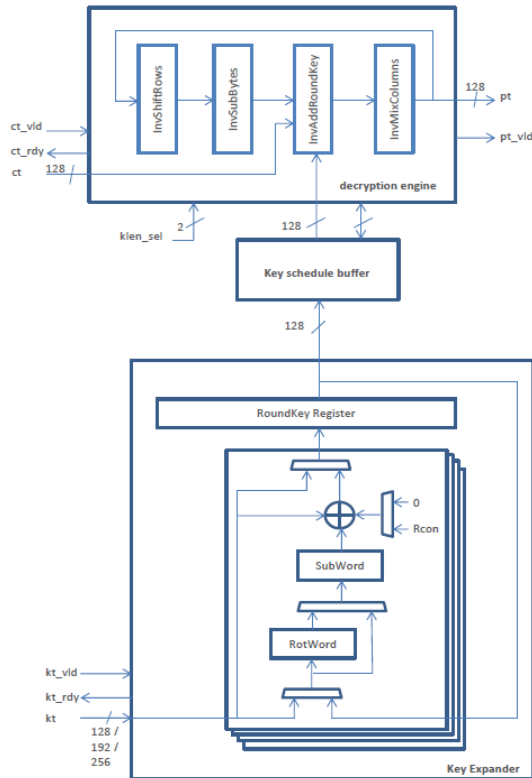 InvShiftRows
InvSubBytes
InvAddRoundKey
InvMixColumns
128
pt
ct_vld
pt_vld
ct_rdy
ct
128
decryption engine
klen_sel
2
128
Key schedule buffer
128
RoundKey Register
0
Rcon
SubWord
RotWord
kt_vld
kt_rdy
kt
128 /
192 /
256
Key Expander